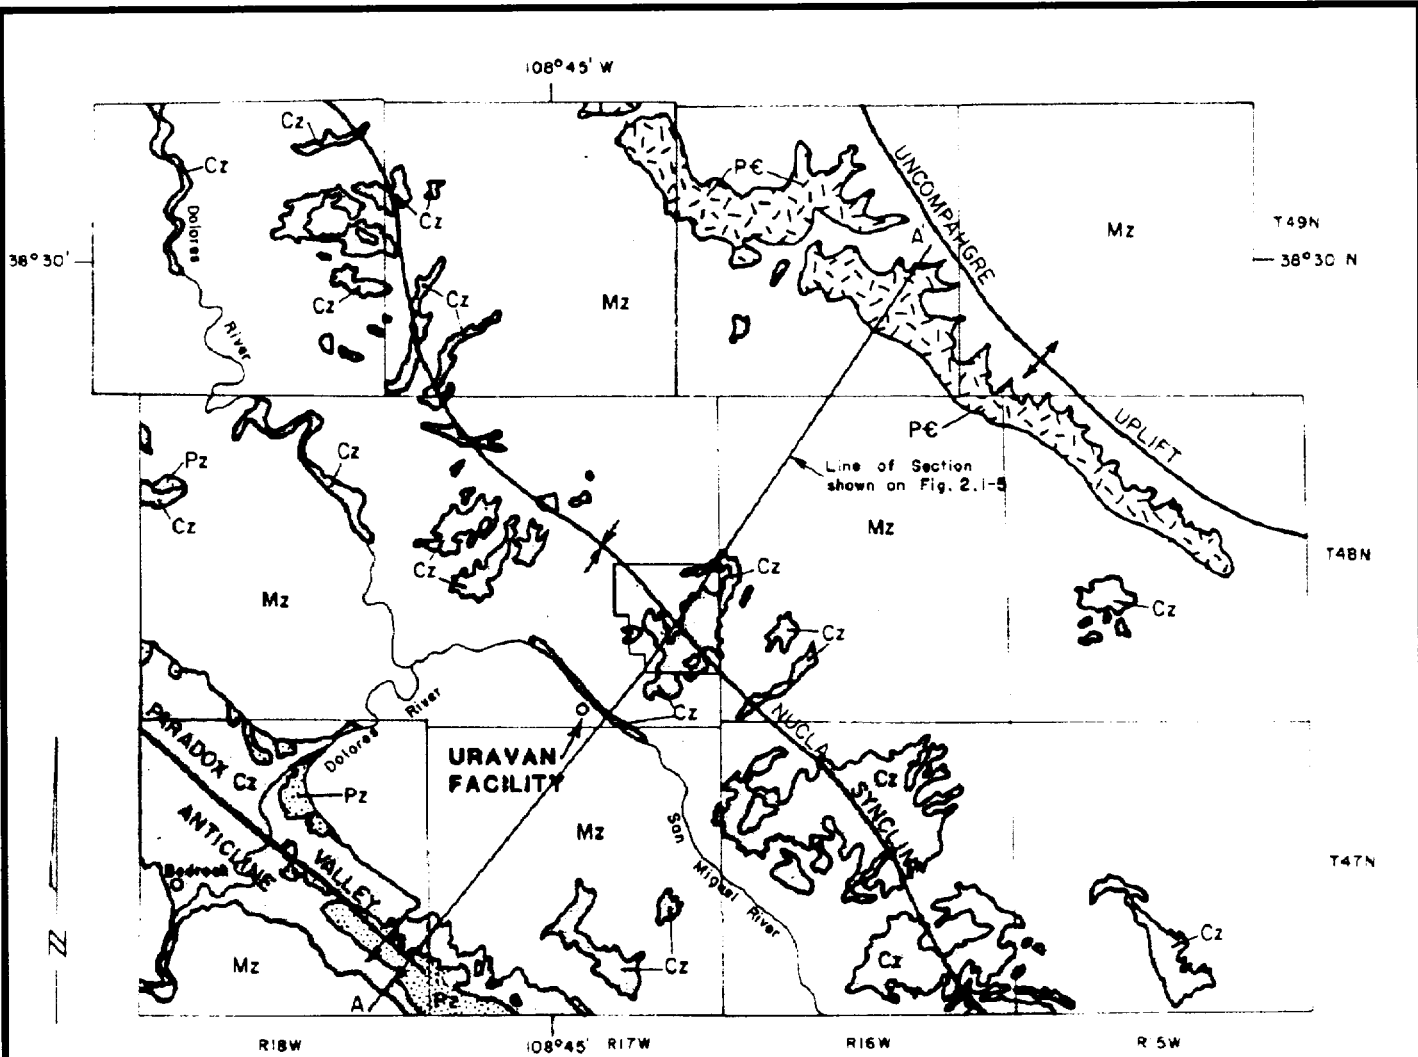 108°45' W
Cz
Cz
P€
UNCOMPAHGRE
Dolores
Cz
A'
Mz
T49N
38°30'
38°30 N
Cz
Cz
Mz
River
UPLIFT
P€
Pz
Cz
Line of Section
shown on Fig. 2.1-5
Cz
Mz
T48N
Cz
Cz
Mz
Cz
Cz
River
PARADOX
Cz
NUCLA
Dolores
URAVAN
FACILITY
Cz
Pz
Cz
SYNCLINE
ANTICLINE
Mz
San
VALLEY
Bedrock
Miguel River
T47N
Cz
Mz
Cz
Cz
A
Pz
N
R18W
108°45'
R17W
R16W
R15W